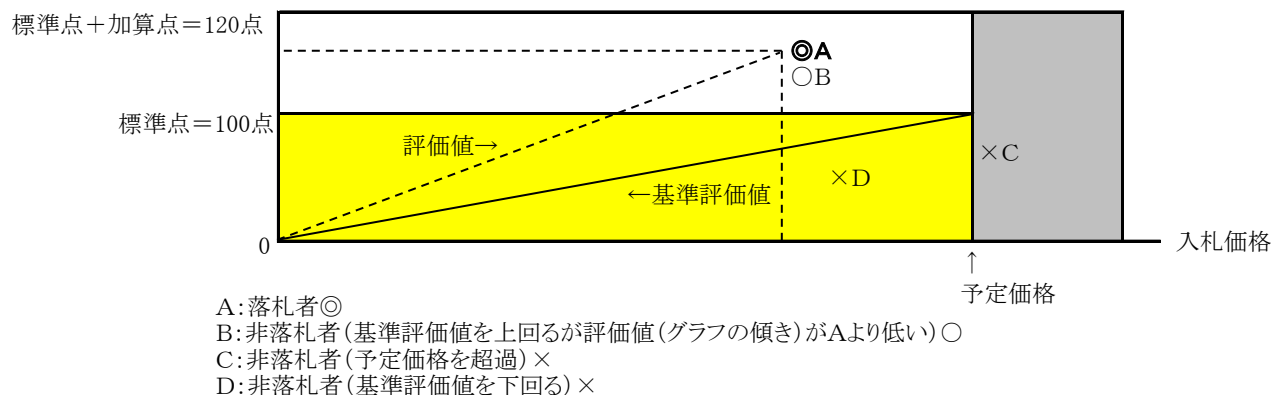 標準点＋加算点＝120点
◎A
○B
標準点＝100点
評価値→
×C
×D
←基準評価値
0
入札価格
↑
予定価格
A：落札者◎
B：非落札者（基準評価値を上回るが評価値（グラフの傾き）がAより低い）○
C：非落札者（予定価格を超過）×
D：非落札者（基準評価値を下回る）×